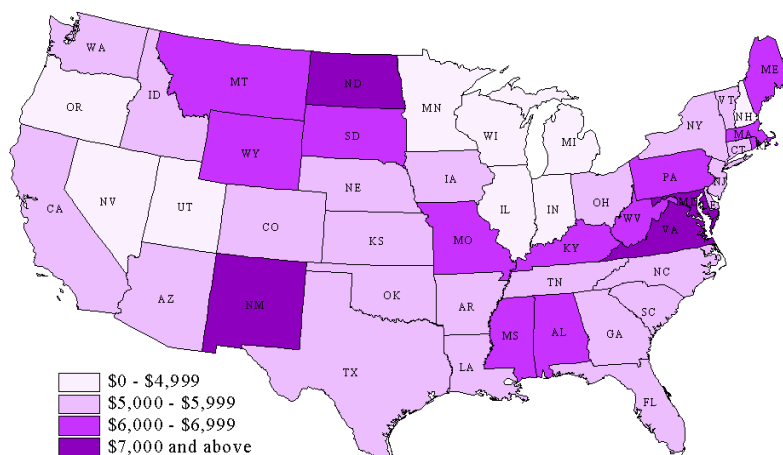 WA
ME
MT
ND
VT
MN
OR
ID
NH
WI
NY
SD
MA
MI
WY
CT
RI
IA
PA
NJ
NE
OH
NV
IL
IN
UT
CA
CO
WV
VA
KS
MO
KY
NC
TN
OK
AZ
AR
NM
SC
MS
AL
GA
TX
LA
$0 - $4,999
FL
$5,000 - $5,999
$6,000 - $6,999
$7,000 and above